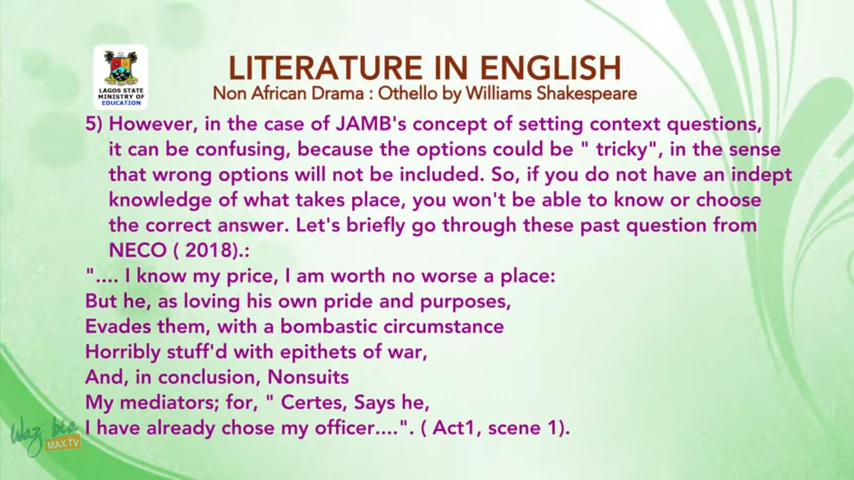 LAGOS STATE
MINISTRY OF
EDUCATION
LITERATURE IN ENGLISH
Non African Drama : Othello by Williams Shakespeare
5) However, in the case of JAMB's concept of setting context questions,
it can be confusing, because the options could be " tricky", in the sense
that wrong options will not be included. So, if you do not have an indept
knowledge of what takes place, you won't be able to know or choose
the correct answer. Let's briefly go through these past question from
NECO ( 2018).:
".... I know my price, I am worth no worse a place:
But he, as loving his own pride and purposes,
Evades them, with a bombastic circumstance
Horribly stuff'd with epithets of war,
And, in conclusion, Nonsuits
My mediators; for, " Certes, Says he,
I have already chose my officer....". ( Act1, scene 1).
MAX TV